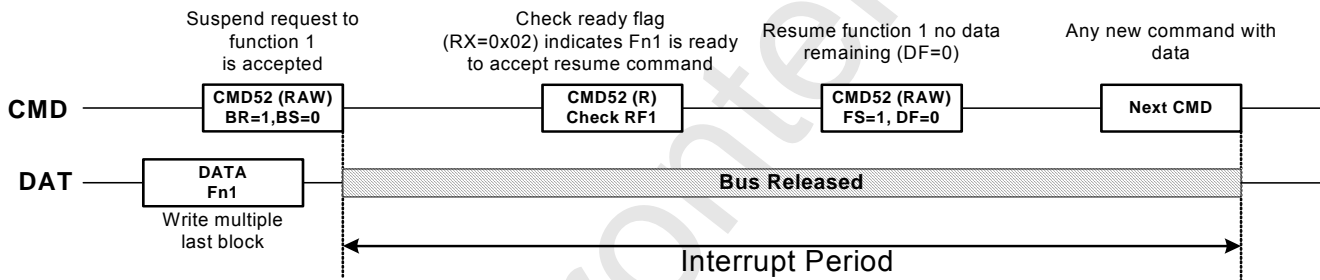 Suspend request to
function 1
is accepted
Check ready flag
(RX=0x02) indicates Fn1 is ready
to accept resume command
Resume function 1 no data
remaining (DF=0)
Any new command with
data
CMD
CMD52 (RAW)
BR=1,BS=0
CMD52 (R)
Check RF1
CMD52 (RAW)
FS=1, DF=0
Next CMD
DAT
DATA
Fn1
Bus Released
Write multiple
last block
Interrupt Period